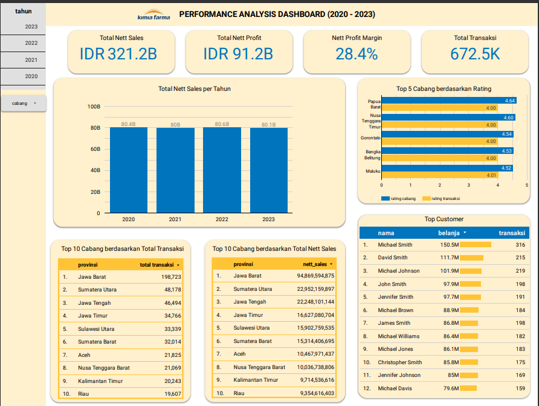 tahun
2023
2022
2021
2020
cabang
kimia farma
PERFORMANCE ANALYSIS DASHBOARD (2020 - 2023)
Total Nett Sales
IDR 321.2B
Total Nett Profit
IDR 91.2B
Nett Profit Margin
28.4%
Total Transaksi
672.5K
Total Nett Sales per Tahun
100B
80B
60B
40B
20B
0
80.4B
80B
80.6B
80.1B
2020
2021
2022
2023
Top 5 Cabang berdasarkan Rating
Papua Barat
4.64
4.00
Nusa Tenggara Timur
4.60
4.00
Gorontalo
4.54
4.00
Bangka Belitung
4.53
4.00
Maluku
4.52
4.01
0 1 2 3 4 5
rating cabang rating transaksi
Top 10 Cabang berdasarkan Total Transaksi
provinsi total transaksi
1. Jawa Barat 198,723
2. Sumatera Utara 48,178
3. Jawa Tengah 46,494
4. Jawa Timur 34,766
5. Sulawesi Utara 33,339
6. Sumatera Barat 32,014
7. Aceh 21,825
8. Nusa Tenggara Barat 21,069
9. Kalimantan Timur 20,243
10. Riau 19,607
Top 10 Cabang berdasarkan Total Nett Sales
provinsi nett_sales
1. Jawa Barat 94,869,594,875
2. Sumatera Utara 22,952,159,897
3. Jawa Tengah 22,248,101,144
4. Jawa Timur 16,627,080,704
5. Sulawesi Utara 15,902,759,535
6. Sumatera Barat 15,314,406,695
7. Aceh 10,467,971,437
8. Nusa Tenggara Barat 10,036,738,806
9. Kalimantan Timur 9,714,536,616
10. Riau 9,354,616,403
Top Customer
nama belanja transaksi
1. Michael Smith 150.5M 316
2. David Smith 111.7M 215
3. Michael Johnson 101.9M 219
4. John Smith 97.9M 198
5. Jennifer Smith 97.7M 191
6. Michael Brown 88.9M 184
7. James Smith 86.8M 198
8. Michael Williams 86.4M 182
9. Michael Jones 86.1M 183
10. Christopher Smith 85.8M 175
11. Jennifer Johnson 85M 169
12. Michael Davis 79.6M 159